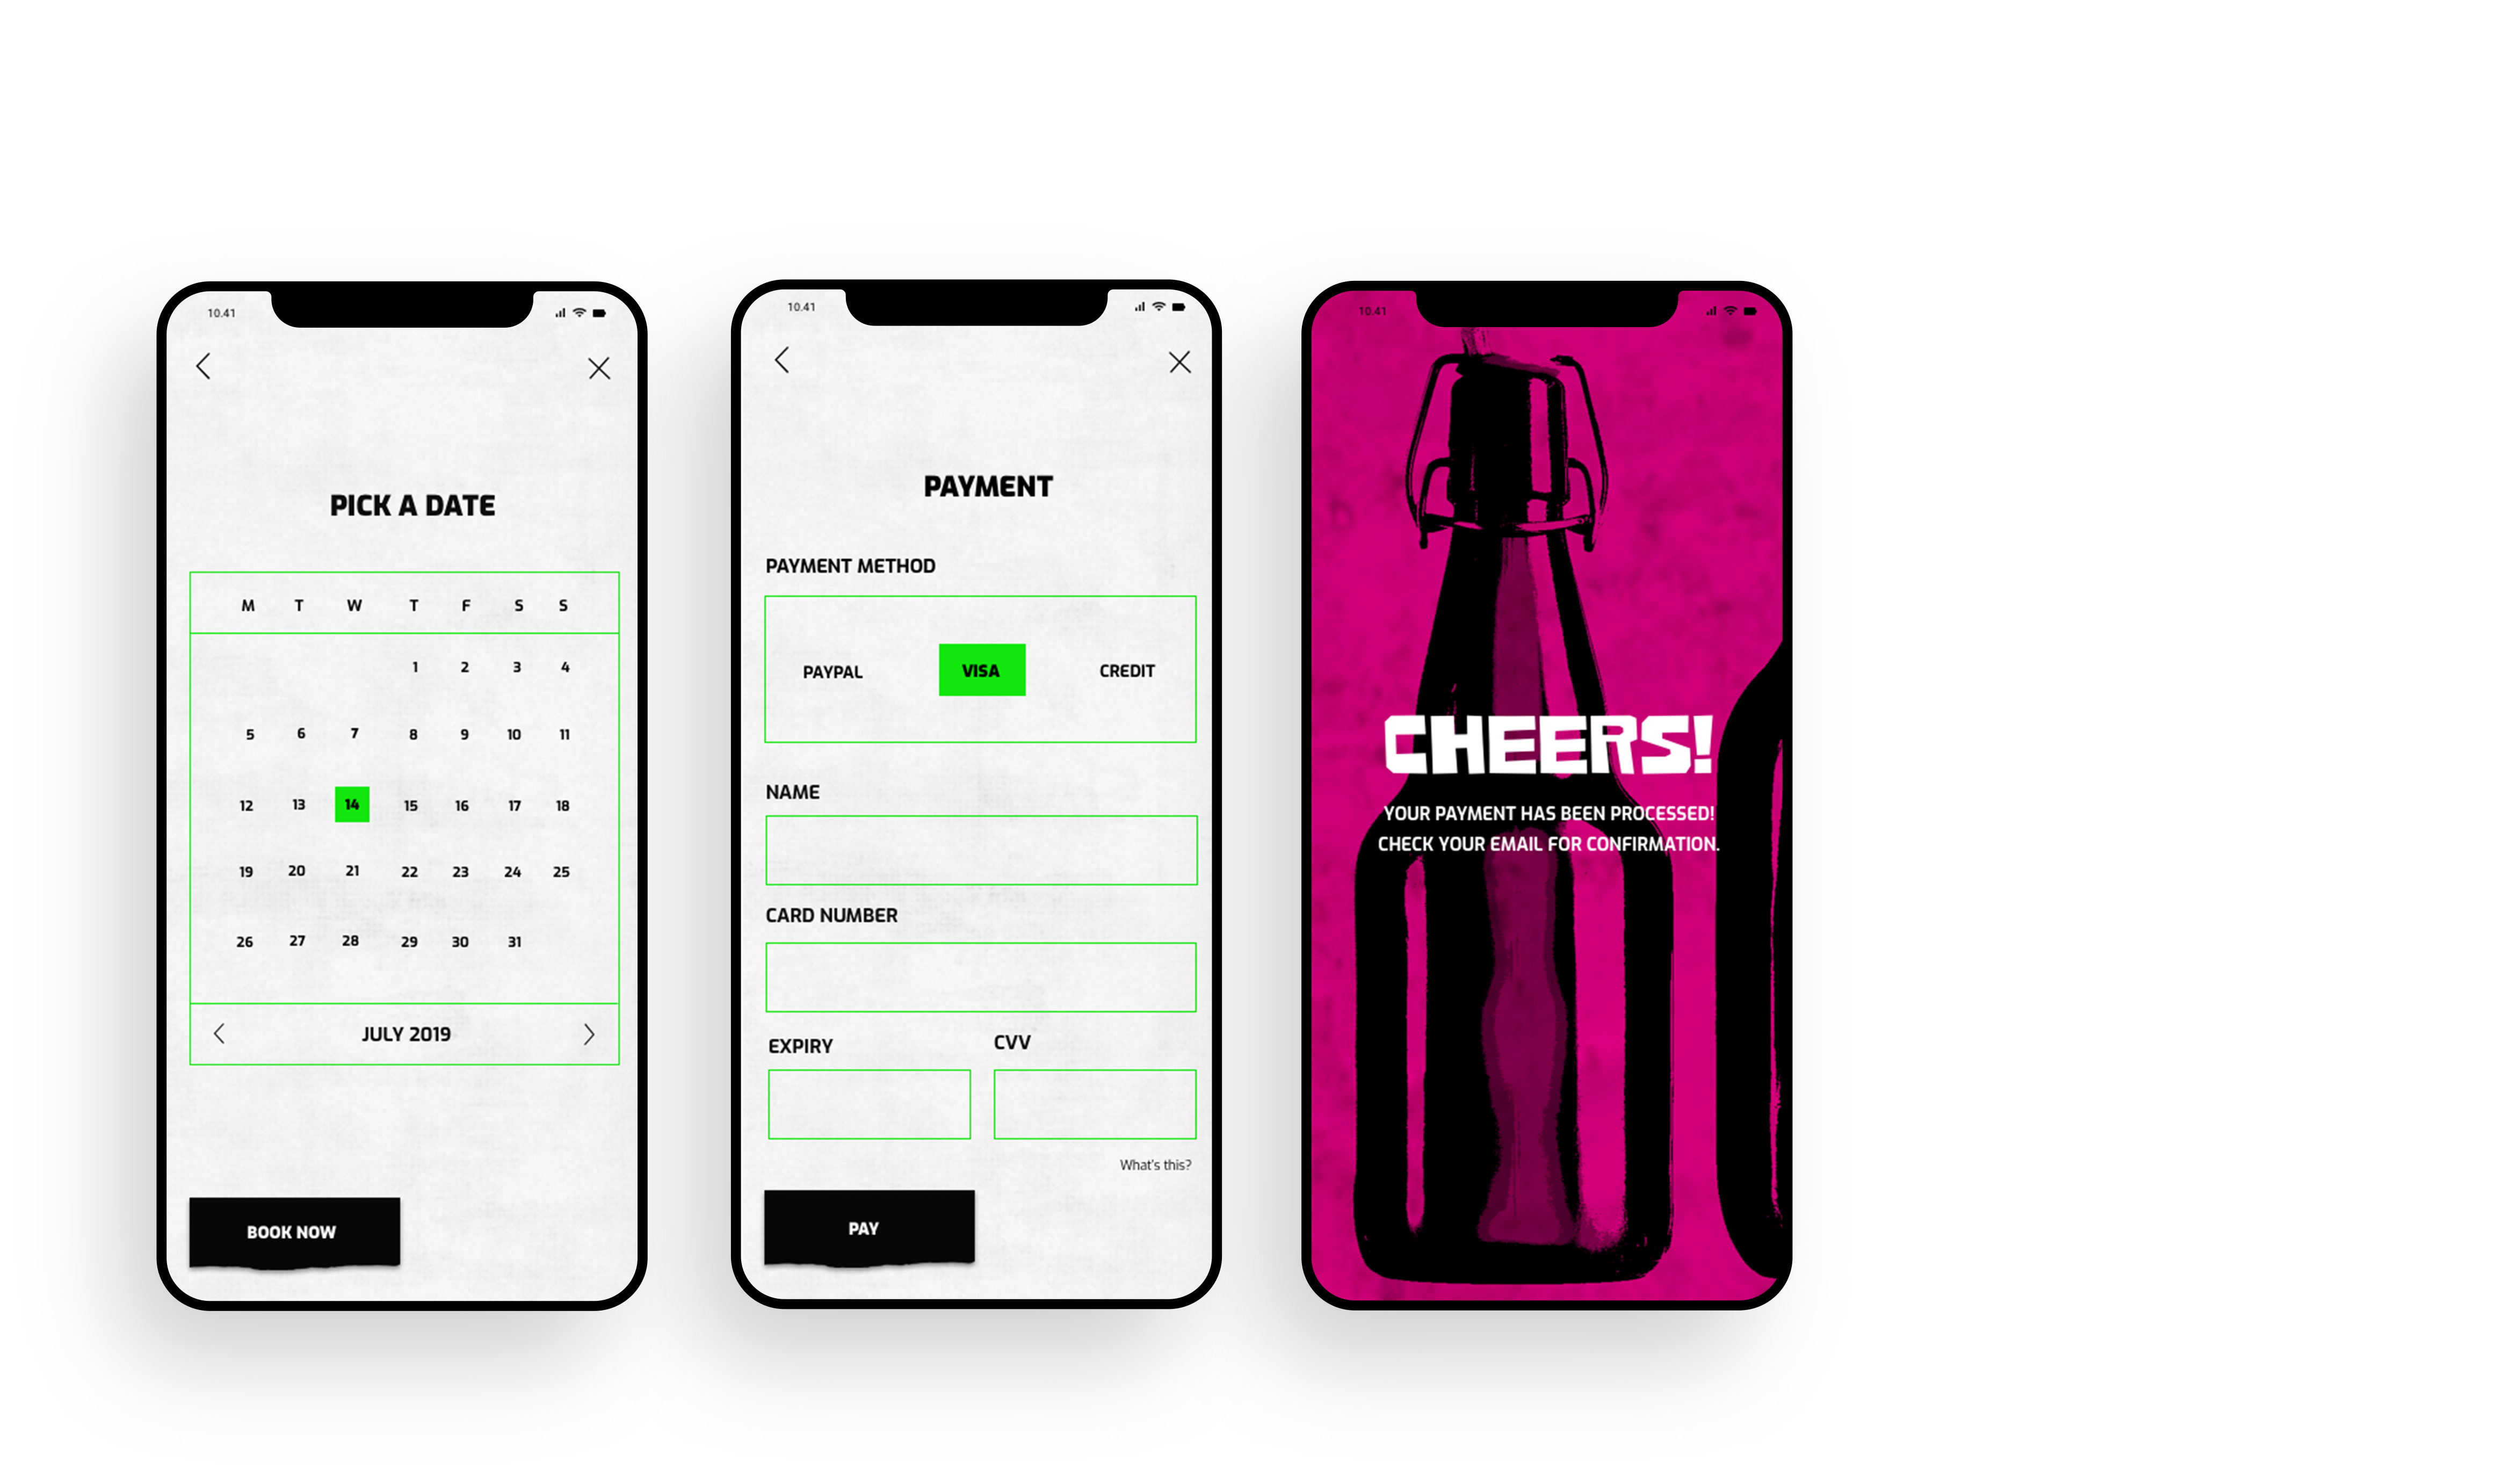 10.41
PICK A DATE
M T W T F S S
1 2 3 4
5 6 7 8 9 10 11
12 13 14 15 16 17 18
19 20 21 22 23 24 25
26 27 28 29 30 31
JULY 2019
BOOK NOW
10.41
PAYMENT
PAYMENT METHOD
PAYPAL VISA CREDIT
NAME
CARD NUMBER
EXPIRY CVV
What's this?
PAY
10.41
CHEERS!
YOUR PAYMENT HAS BEEN PROCESSED!
CHECK YOUR EMAIL FOR CONFIRMATION.